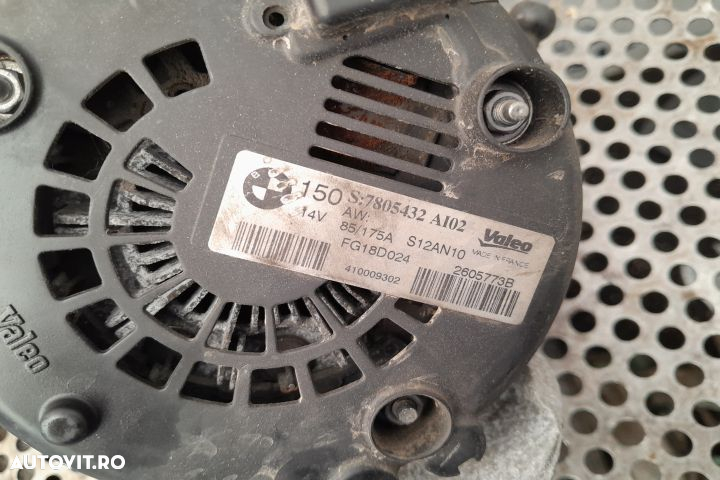 150 S:7805432 AI02
14V AW:
85/175A S12AN10
FG18D024
Valeo
MADE IN FRANCE
410009302
2605773B
Valeo
AUTOVIT.RO